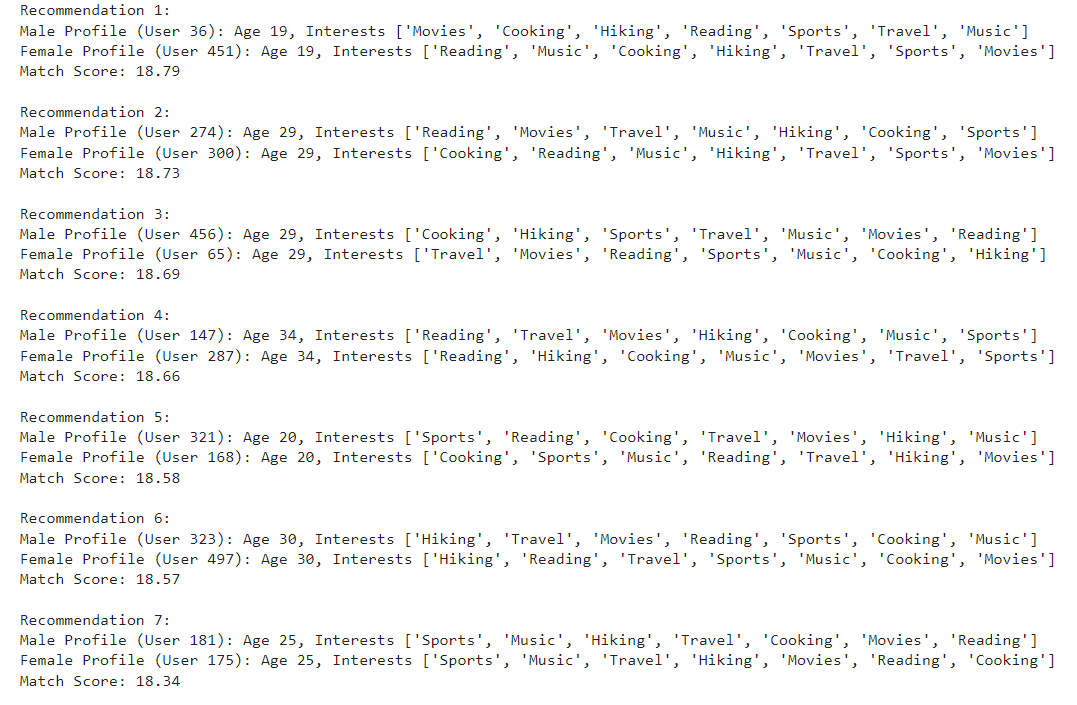 Recommendation 1:
Male Profile (User 36): Age 19, Interests ['Movies', 'Cooking', 'Hiking', 'Reading', 'Sports', 'Travel', 'Music']
Female Profile (User 451): Age 19, Interests ['Reading', 'Music', 'Cooking', 'Hiking', 'Travel', 'Sports', 'Movies']
Match Score: 18.79
Recommendation 2:
Male Profile (User 274): Age 29, Interests ['Reading', 'Movies', 'Travel', 'Music', 'Hiking', 'Cooking', 'Sports']
Female Profile (User 300): Age 29, Interests ['Cooking', 'Reading', 'Music', 'Hiking', 'Travel', 'Sports', 'Movies']
Match Score: 18.73
Recommendation 3:
Male Profile (User 456): Age 29, Interests ['Cooking', 'Hiking', 'Sports', 'Travel', 'Music', 'Movies', 'Reading']
Female Profile (User 65): Age 29, Interests ['Travel', 'Movies', 'Reading', 'Sports', 'Music', 'Cooking', 'Hiking']
Match Score: 18.69
Recommendation 4:
Male Profile (User 147): Age 34, Interests ['Reading', 'Travel', 'Movies', 'Hiking', 'Cooking', 'Music', 'Sports']
Female Profile (User 287): Age 34, Interests ['Reading', 'Hiking', 'Cooking', 'Music', 'Movies', 'Travel', 'Sports']
Match Score: 18.66
Recommendation 5:
Male Profile (User 321): Age 20, Interests ['Sports', 'Reading', 'Cooking', 'Travel', 'Movies', 'Hiking', 'Music']
Female Profile (User 168): Age 20, Interests ['Cooking', 'Sports', 'Music', 'Reading', 'Travel', 'Hiking', 'Movies']
Match Score: 18.58
Recommendation 6:
Male Profile (User 323): Age 30, Interests ['Hiking', 'Travel', 'Movies', 'Reading', 'Sports', 'Cooking', 'Music']
Female Profile (User 497): Age 30, Interests ['Hiking', 'Reading', 'Travel', 'Sports', 'Music', 'Cooking', 'Movies']
Match Score: 18.57
Recommendation 7:
Male Profile (User 181): Age 25, Interests ['Sports', 'Music', 'Hiking', 'Travel', 'Cooking', 'Movies', 'Reading']
Female Profile (User 175): Age 25, Interests ['Sports', 'Music', 'Travel', 'Hiking', 'Movies', 'Reading', 'Cooking']
Match Score: 18.34